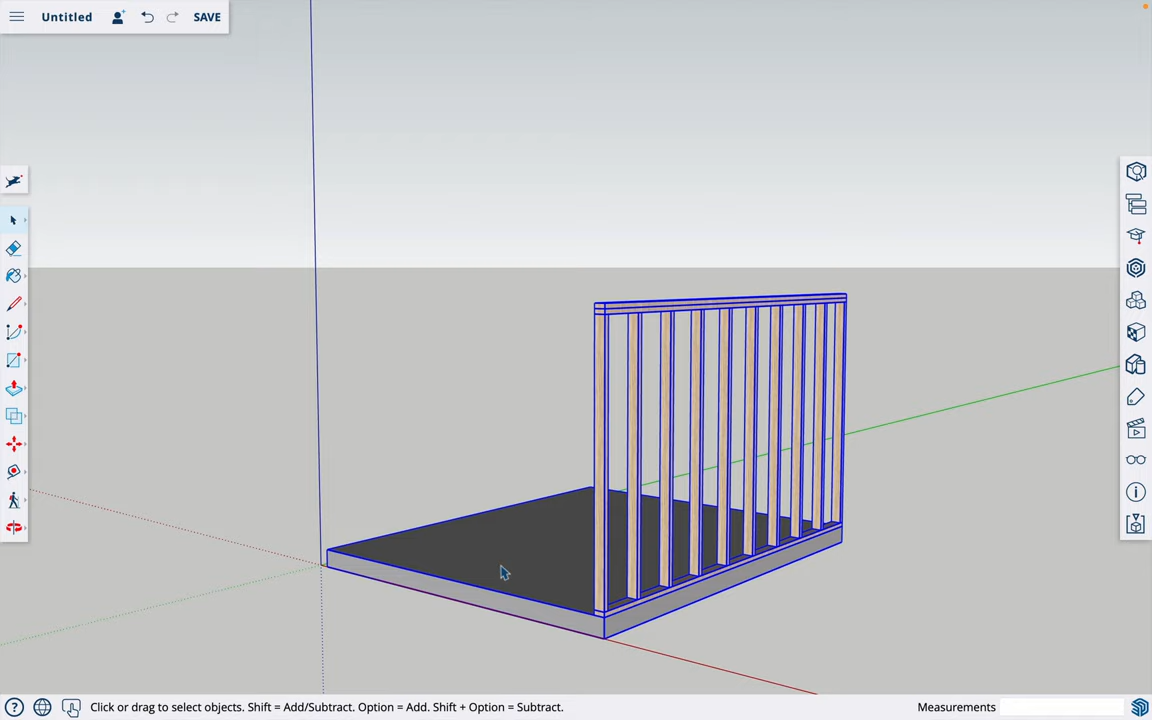 Untitled
SAVE
Click or drag to select objects. Shift = Add/Subtract. Option = Add. Shift + Option = Subtract.
Measurements